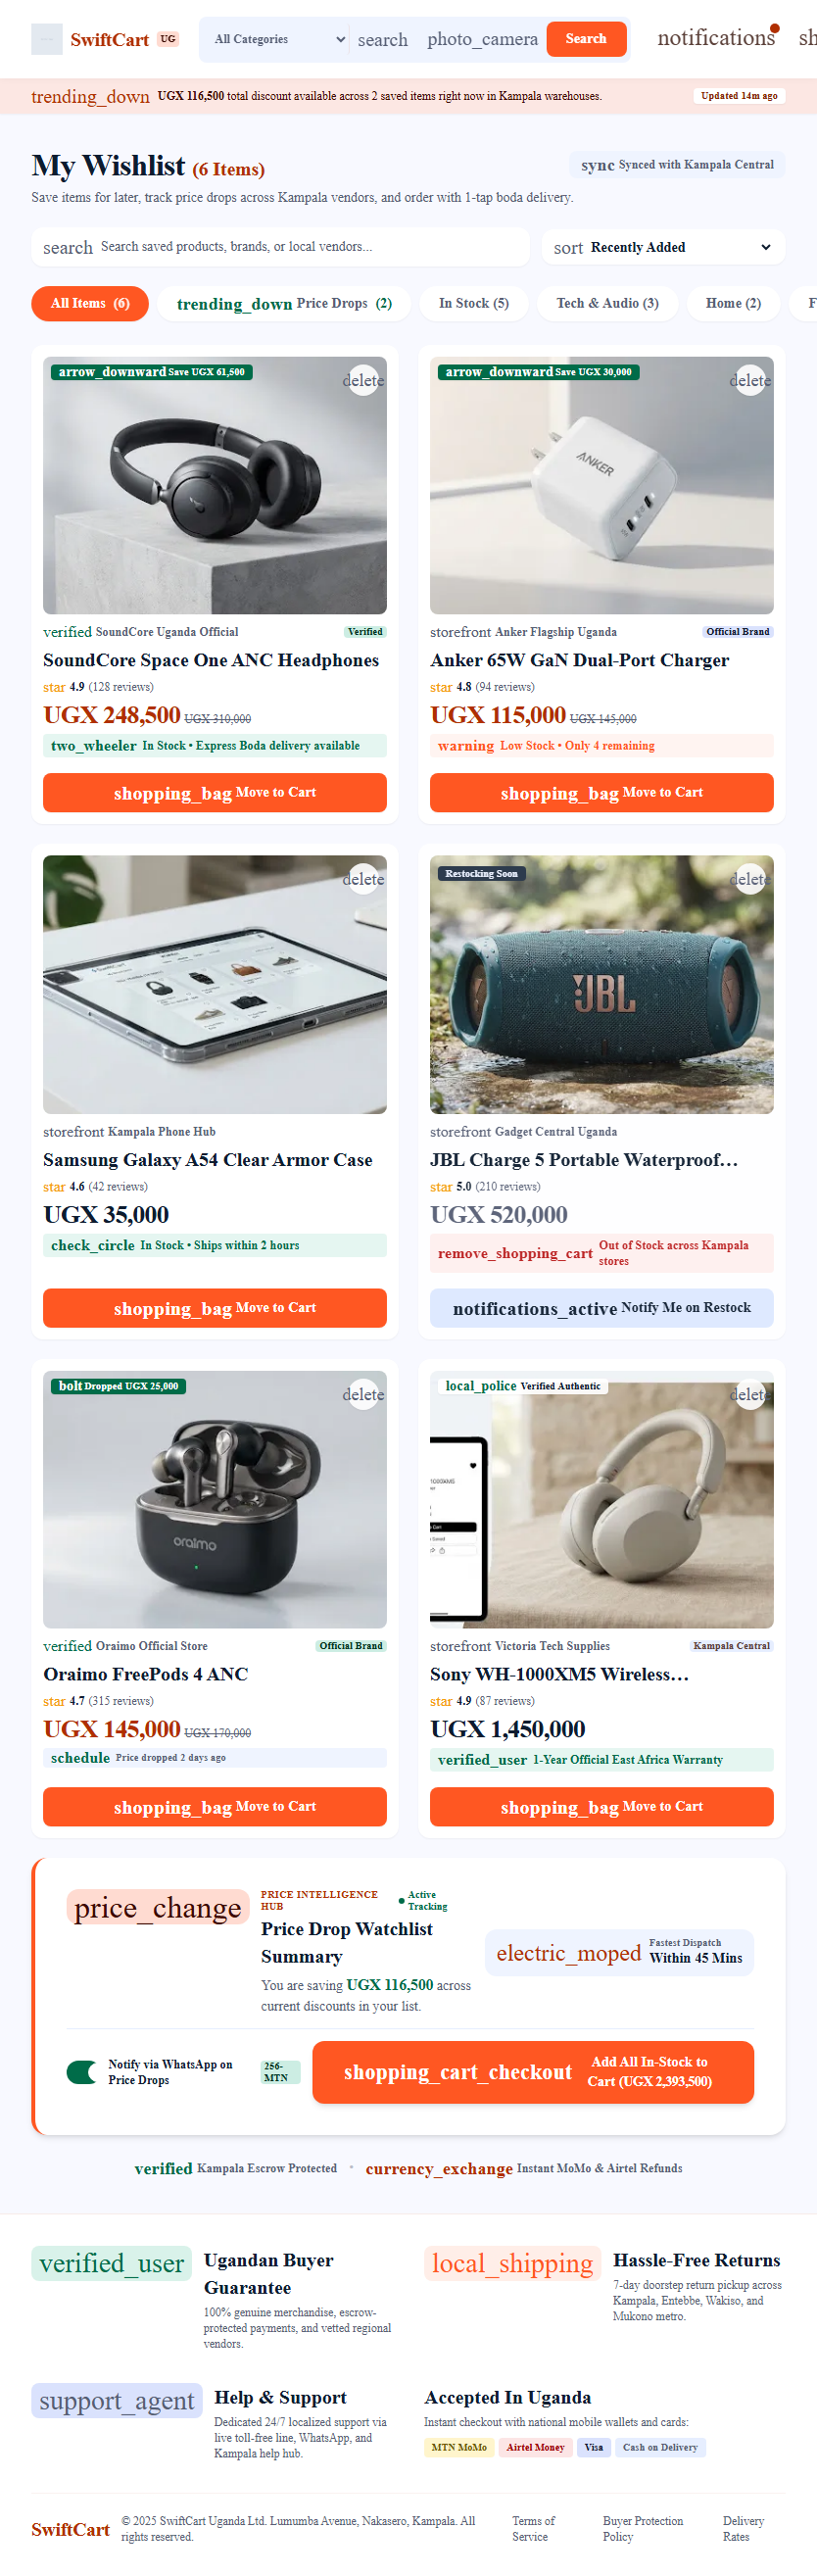 SwiftCart UG
All Categories search photo_camera Search notifications sh
trending_down UGX 116,500 total discount available across 2 saved items right now in Kampala warehouses. Updated 14m ago
My Wishlist (6 Items)
sync Synced with Kampala Central
Save items for later, track price drops across Kampala vendors, and order with 1-tap boda delivery.
search Search saved products, brands, or local vendors...
sort Recently Added
All Items (6) trending_down Price Drops (2) In Stock (5) Tech & Audio (3) Home (2) F
arrow_downward Save UGX 61,500
delete
verified SoundCore Uganda Official Verified
SoundCore Space One ANC Headphones
star 4.9 (128 reviews)
UGX 248,500 UGX 310,000
two_wheeler In Stock • Express Boda delivery available
shopping_bag Move to Cart
arrow_downward Save UGX 30,000
delete
ANKER
storefront Anker Flagship Uganda Official Brand
Anker 65W GaN Dual-Port Charger
star 4.8 (94 reviews)
UGX 115,000 UGX 145,000
warning Low Stock • Only 4 remaining
shopping_bag Move to Cart
delete
storefront Kampala Phone Hub
Samsung Galaxy A54 Clear Armor Case
star 4.6 (42 reviews)
UGX 35,000
check_circle In Stock • Ships within 2 hours
shopping_bag Move to Cart
Restocking Soon
delete
JBL
storefront Gadget Central Uganda
JBL Charge 5 Portable Waterproof...
star 5.0 (210 reviews)
UGX 520,000
remove_shopping_cart Out of Stock across Kampala
stores
notifications_active Notify Me on Restock
bolt Dropped UGX 25,000
delete
oraimo
verified Oraimo Official Store Official Brand
Oraimo FreePods 4 ANC
star 4.7 (315 reviews)
UGX 145,000 UGX 170,000
schedule Price dropped 2 days ago
shopping_bag Move to Cart
local_police Verified Authentic
delete
storefront Victoria Tech Supplies Kampala Central
Sony WH-1000XM5 Wireless...
star 4.9 (87 reviews)
UGX 1,450,000
verified_user 1-Year Official East Africa Warranty
shopping_bag Move to Cart
price_change
PRICE INTELLIGENCE
HUB
Active
Tracking
Price Drop Watchlist
Summary
You are saving UGX 116,500 across
current discounts in your list.
electric_moped
Fastest Dispatch
Within 45 Mins
Notify via WhatsApp on
Price Drops
256-
MTN
shopping_cart_checkout
Add All In-Stock to
Cart (UGX 2,393,500)
verified Kampala Escrow Protected • currency_exchange Instant MoMo & Airtel Refunds
verified_user
Ugandan Buyer
Guarantee
100% genuine merchandise, escrow-
protected payments, and vetted regional
vendors.
local_shipping
Hassle-Free Returns
7-day doorstep return pickup across
Kampala, Entebbe, Wakiso, and
Mukono metro.
support_agent
Help & Support
Dedicated 24/7 localized support via
live toll-free line, WhatsApp, and
Kampala help hub.
Accepted In Uganda
Instant checkout with national mobile wallets and cards:
MTN MoMo Airtel Money Visa Cash on Delivery
SwiftCart
© 2025 SwiftCart Uganda Ltd. Lumumba Avenue, Nakasero, Kampala. All
rights reserved.
Terms of
Service
Buyer Protection
Policy
Delivery
Rates